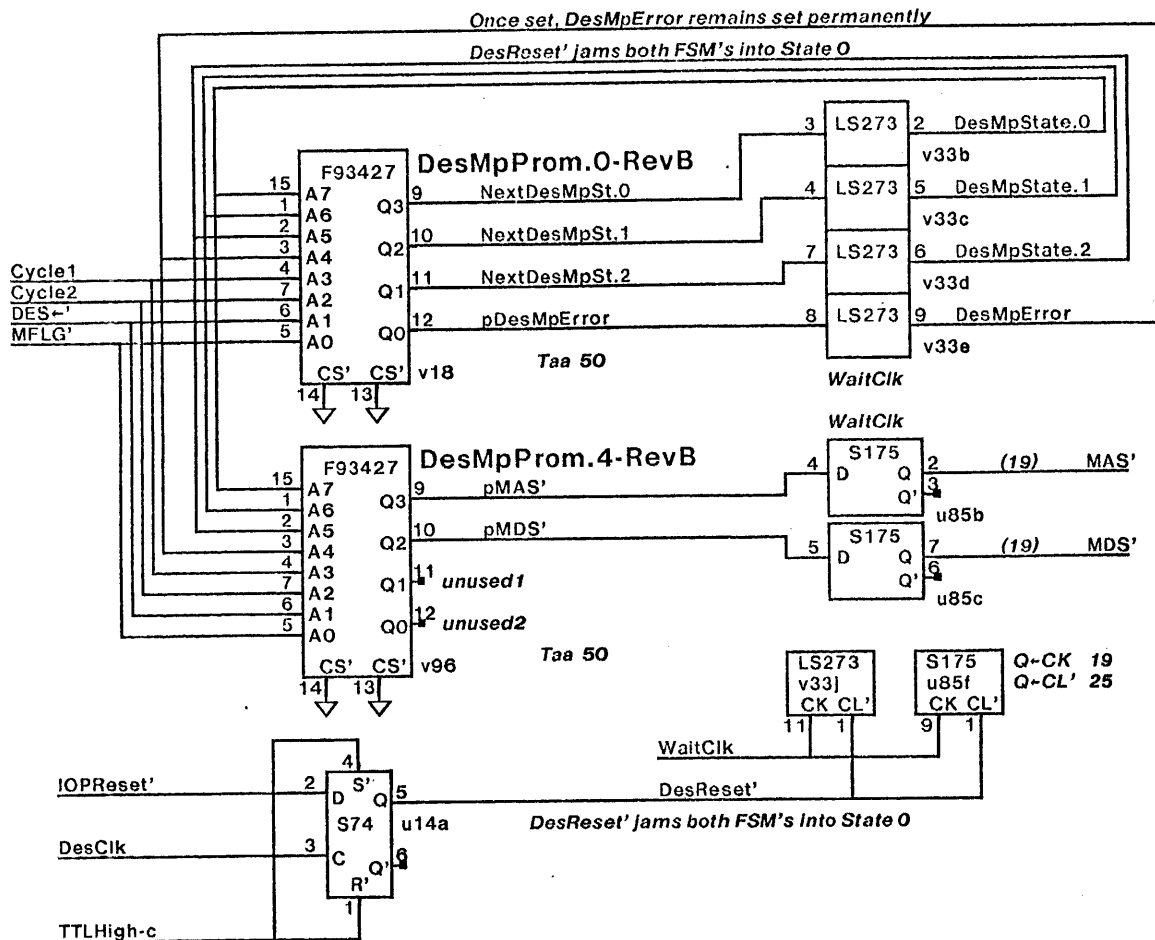 Once set, DesMpError remains set permanently
DesReset' jams both FSM's into State 0
F93427 DesMpProm.0-RevB
15 A7
1 A6
2 A5
3 A4
4 A3
7 A2
6 A1
5 A0
Cycle1
Cycle2
DES←'
MFLG'
Q3 9 NextDesMpSt.0
Q2 10 NextDesMpSt.1
Q1 11 NextDesMpSt.2
Q0 12 pDesMpError
CS' CS' v18
14 13
Taa 50
3 LS273 2 DesMpState.0
v33b
4 LS273 5 DesMpState.1
v33c
7 LS273 6 DesMpState.2
v33d
8 LS273 9 DesMpError
v33e
WaitClk
WaitClk
F93427 DesMpProm.4-RevB
15 A7
1 A6
2 A5
3 A4
4 A3
7 A2
6 A1
5 A0
Q3 9 pMAS'
Q2 10 pMDS'
Q1 11 unused1
Q0 12 unused2
CS' CS' v96
14 13
Taa 50
S175
4 D Q 2 (19) MAS'
Q' 3
u85b
S175
5 D Q 7 (19) MDS'
Q' 6
u85c
LS273
v33j
CK CL'
11 1
S175
u85f
CK CL'
9 1
Q←CK 19
Q←CL' 25
WaitClk
DesReset'
DesReset' jams both FSM's into State 0
IOPReset'
DesClk
TTLHigh-c
4
S'
2 D Q 5
S74 u14a
3 C Q' 6
R'
1